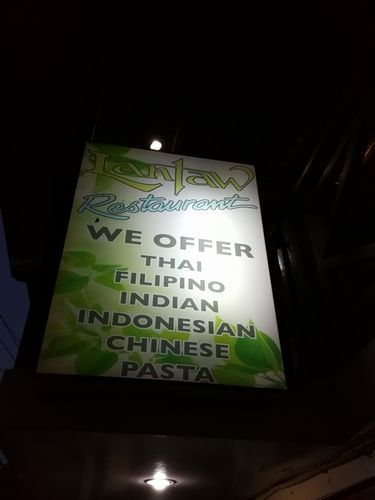 Lantaw
Restaurant
WE OFFER
THAI
FILIPINO
INDIAN
INDONESIAN
CHINESE
PASTA